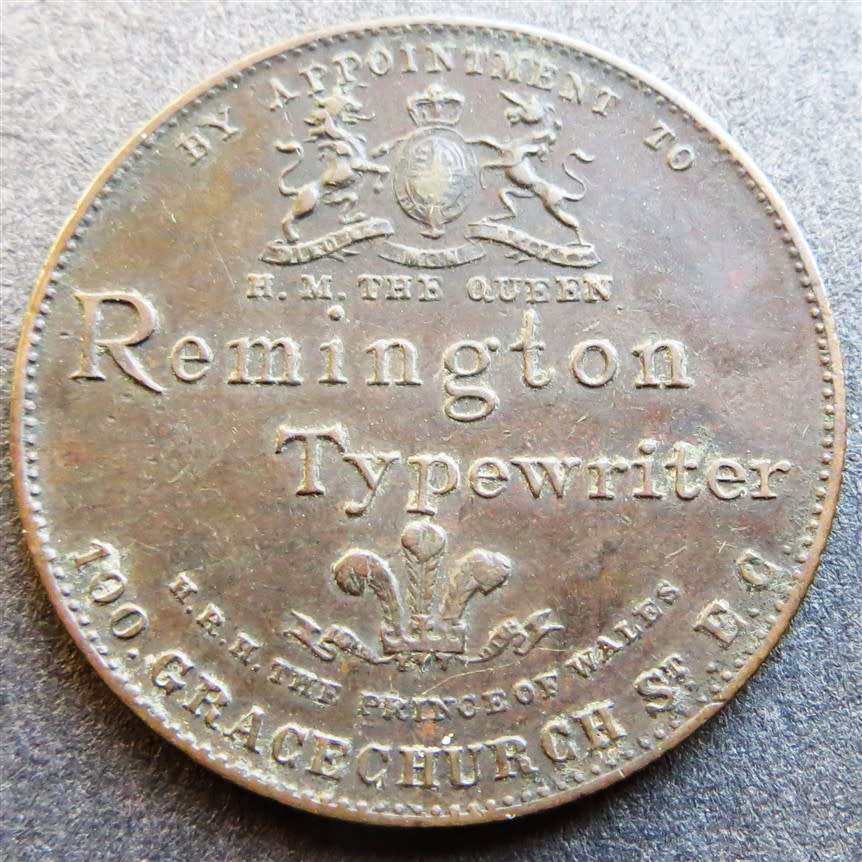 BY APPOINTMENT TO
H. M. THE QUEEN
Remington
Typewriter
H. R. H. THE PRINCE OF WALES
100. GRACECHURCH ST E. C.